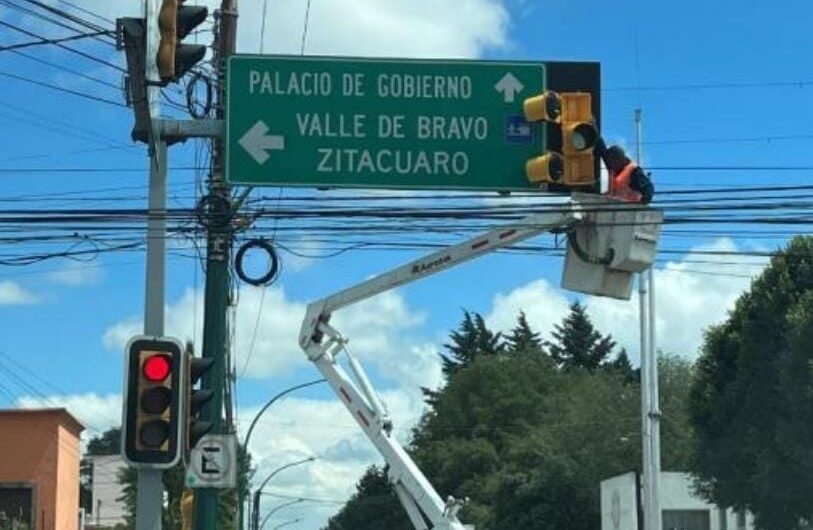 PALACIO DE GOBIERNO
VALLE DE BRAVO
ZITACUARO